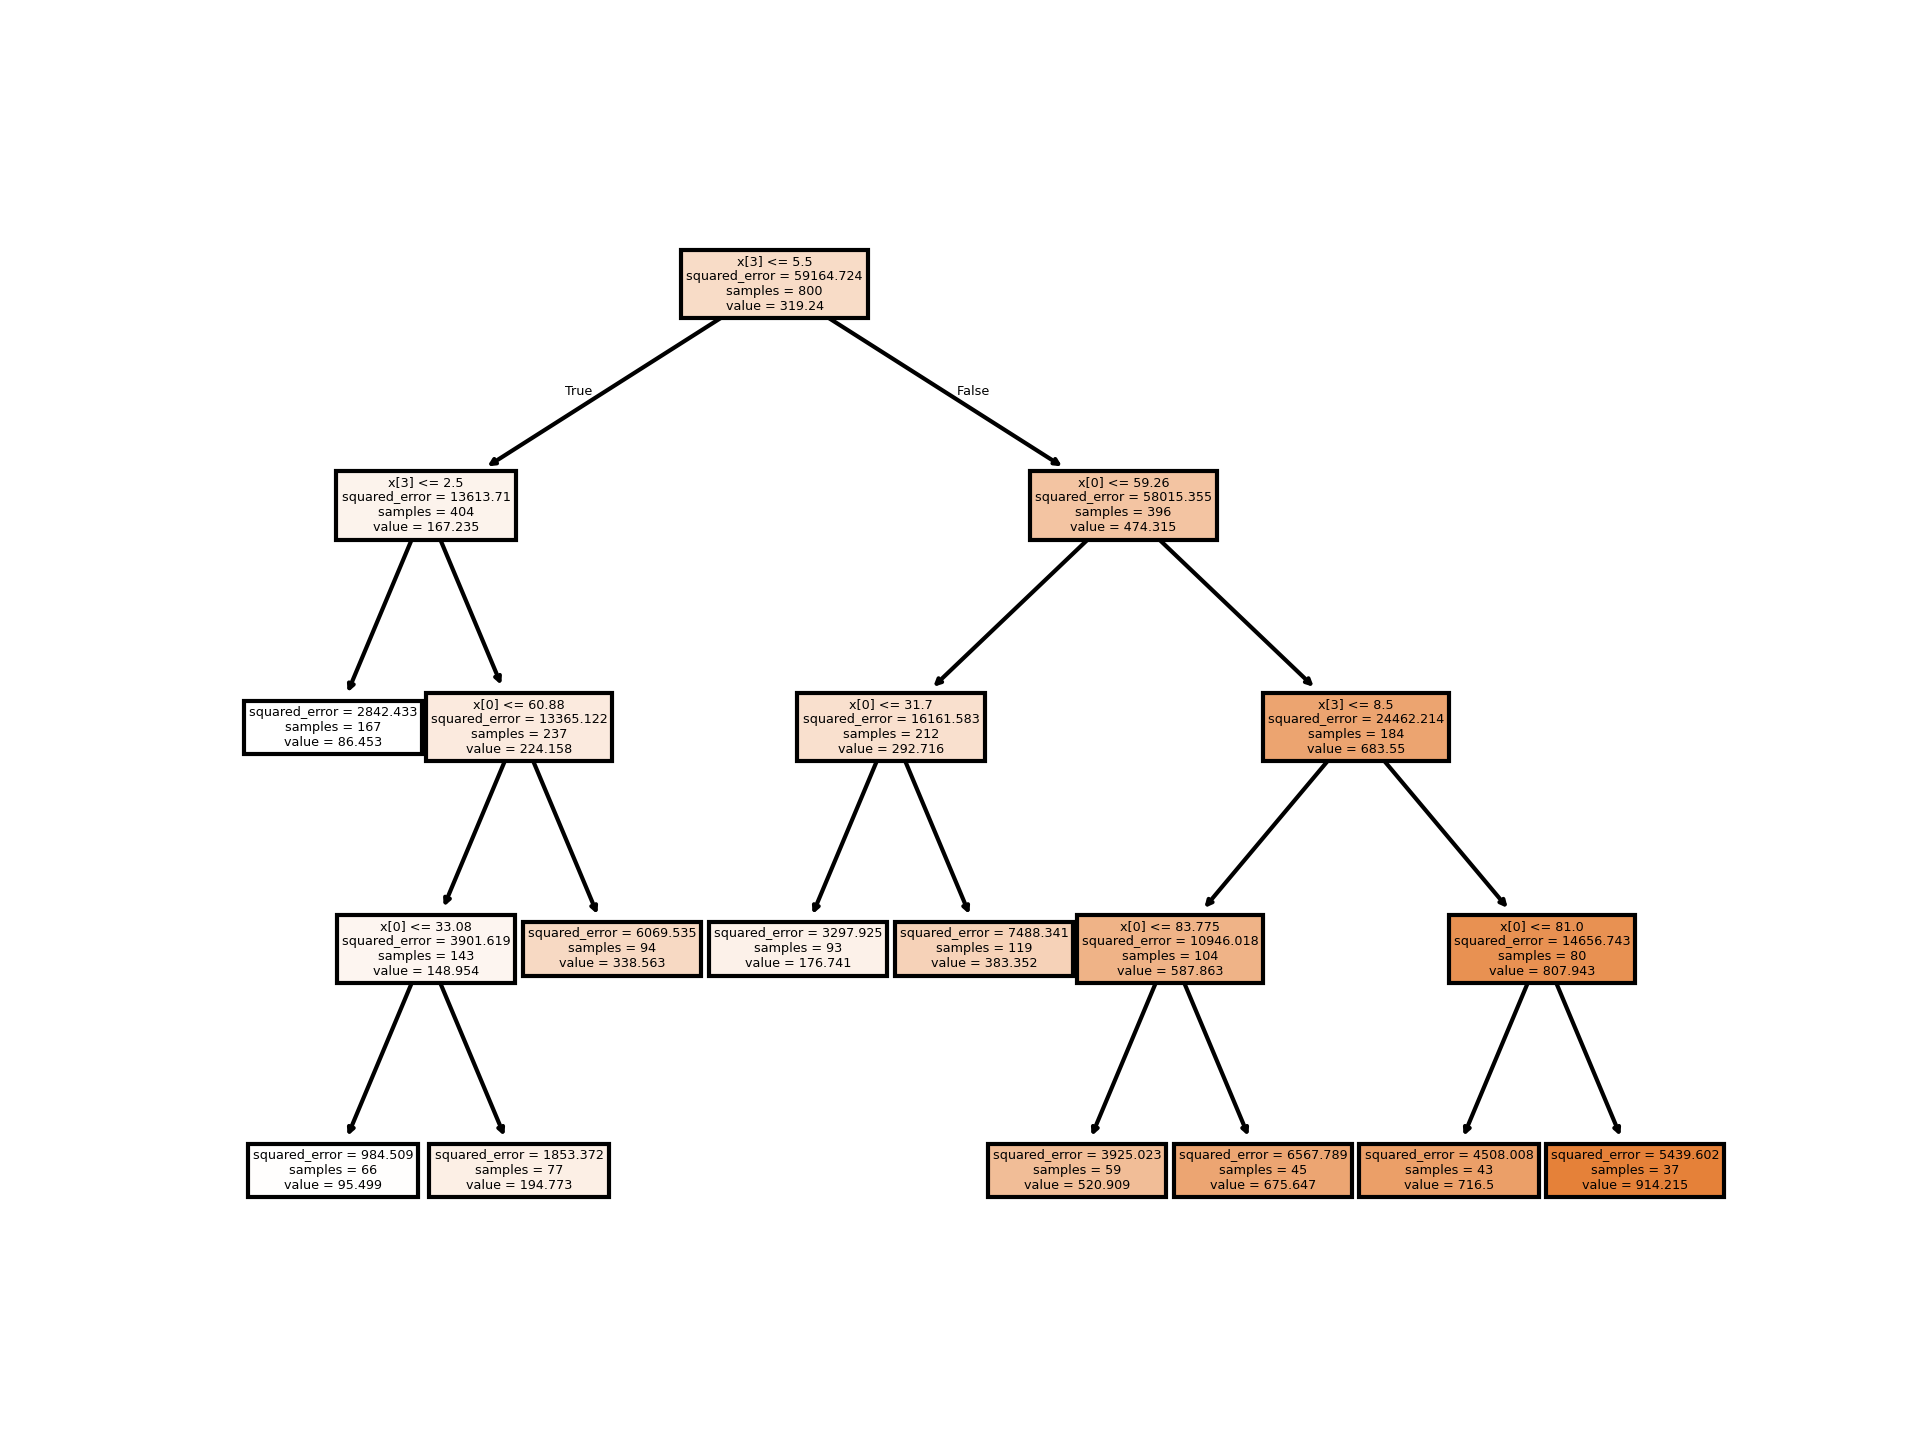 x[3] <= 5.5
squared_error = 59164.724
samples = 800
value = 319.24
True
False
x[3] <= 2.5
squared_error = 13613.71
samples = 404
value = 167.235
x[0] <= 59.26
squared_error = 58015.355
samples = 396
value = 474.315
squared_error = 2842.433
samples = 167
value = 86.453
x[0] <= 60.88
squared_error = 13365.122
samples = 237
value = 224.158
x[0] <= 31.7
squared_error = 16161.583
samples = 212
value = 292.716
x[3] <= 8.5
squared_error = 24462.214
samples = 184
value = 683.55
x[0] <= 33.08
squared_error = 3901.619
samples = 143
value = 148.954
squared_error = 6069.535
samples = 94
value = 338.563
squared_error = 3297.925
samples = 93
value = 176.741
squared_error = 7488.341
samples = 119
value = 383.352
x[0] <= 83.775
squared_error = 10946.018
samples = 104
value = 587.863
x[0] <= 81.0
squared_error = 14656.743
samples = 80
value = 807.943
squared_error = 984.509
samples = 66
value = 95.499
squared_error = 1853.372
samples = 77
value = 194.773
squared_error = 3925.023
samples = 59
value = 520.909
squared_error = 6567.789
samples = 45
value = 675.647
squared_error = 4508.008
samples = 43
value = 716.5
squared_error = 5439.602
samples = 37
value = 914.215